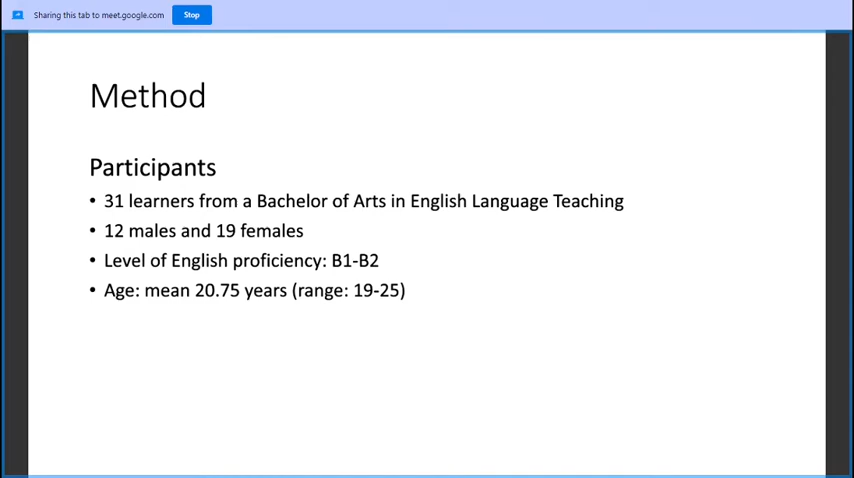 Sharing this tab to meet.google.com Stop
Method
Participants
• 31 learners from a Bachelor of Arts in English Language Teaching
• 12 males and 19 females
• Level of English proficiency: B1-B2
• Age: mean 20.75 years (range: 19-25)